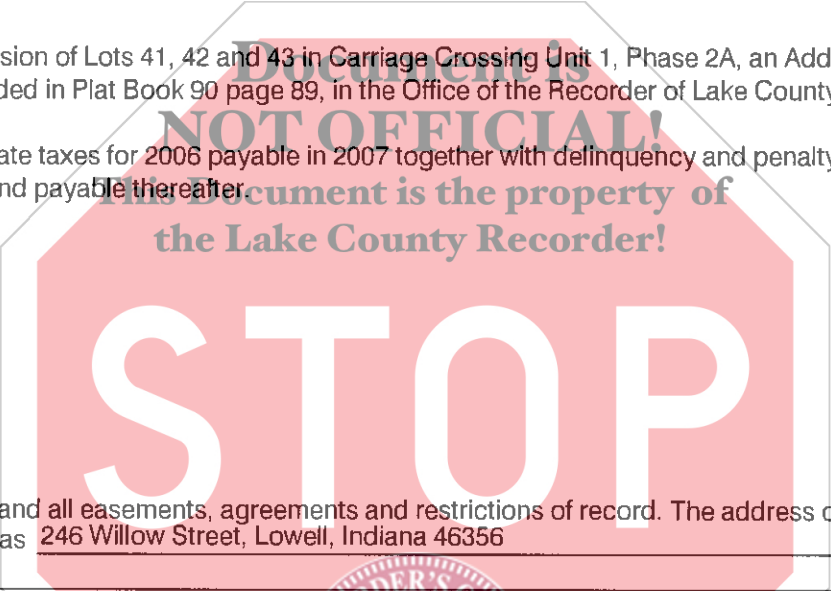 sion of Lots 41, 42 and 43 in Carriage Crossing Unit 1, Phase 2A, an Add
Document is
ded in Plat Book 90 page 89, in the Office of the Recorder of Lake County
NOT OFFICIAL!
ate taxes for 2006 payable in 2007 together with delinquency and penalty
nd payable thereafter.
This Document is the property of
the Lake County Recorder!
STOP
and all easements, agreements and restrictions of record. The address o
as 246 Willow Street, Lowell, Indiana 46356